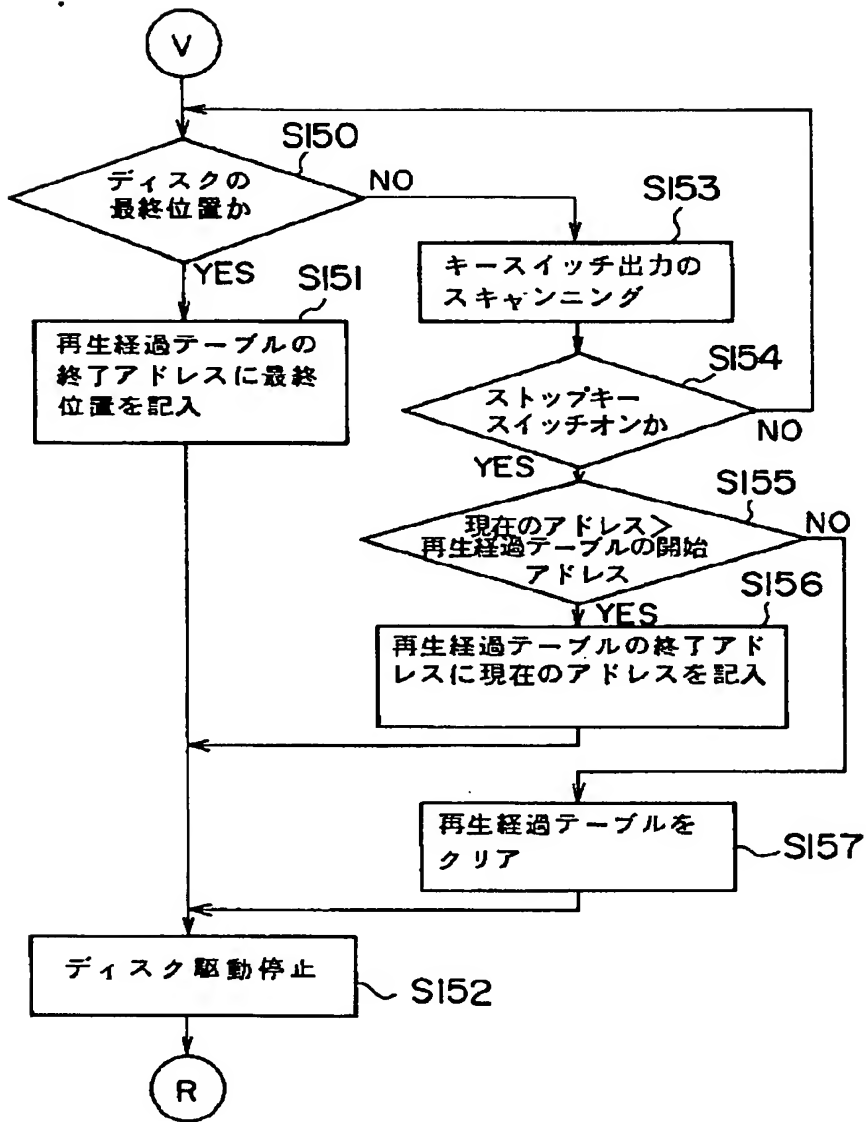 V
S150
ディスクの
最終位置か
NO
YES
S153
キースイッチ出力の
スキャンニング
S151
再生経過テーブルの
終了アドレスに最終
位置を記入
S154
ストップキー
スイッチオンか
NO
YES
S155
現在のアドレス>
再生経過テーブルの開始
アドレス
NO
YES
S156
再生経過テーブルの終了アド
レスに現在のアドレスを記入
再生経過テーブルを
クリア
S157
ディスク駆動停止
S152
R